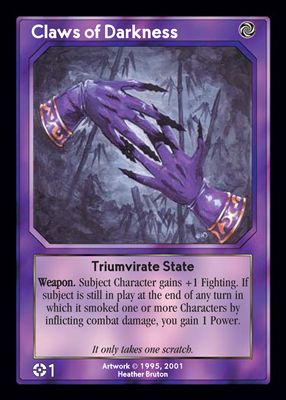 Claws of Darkness
Triumvirate State
Weapon. Subject Character gains +1 Fighting. If
subject is still in play at the end of any turn in
which it smoked one or more Characters by
inflicting combat damage, you gain 1 Power.
It only takes one scratch.
1
Artwork © 1995, 2001
Heather Bruton